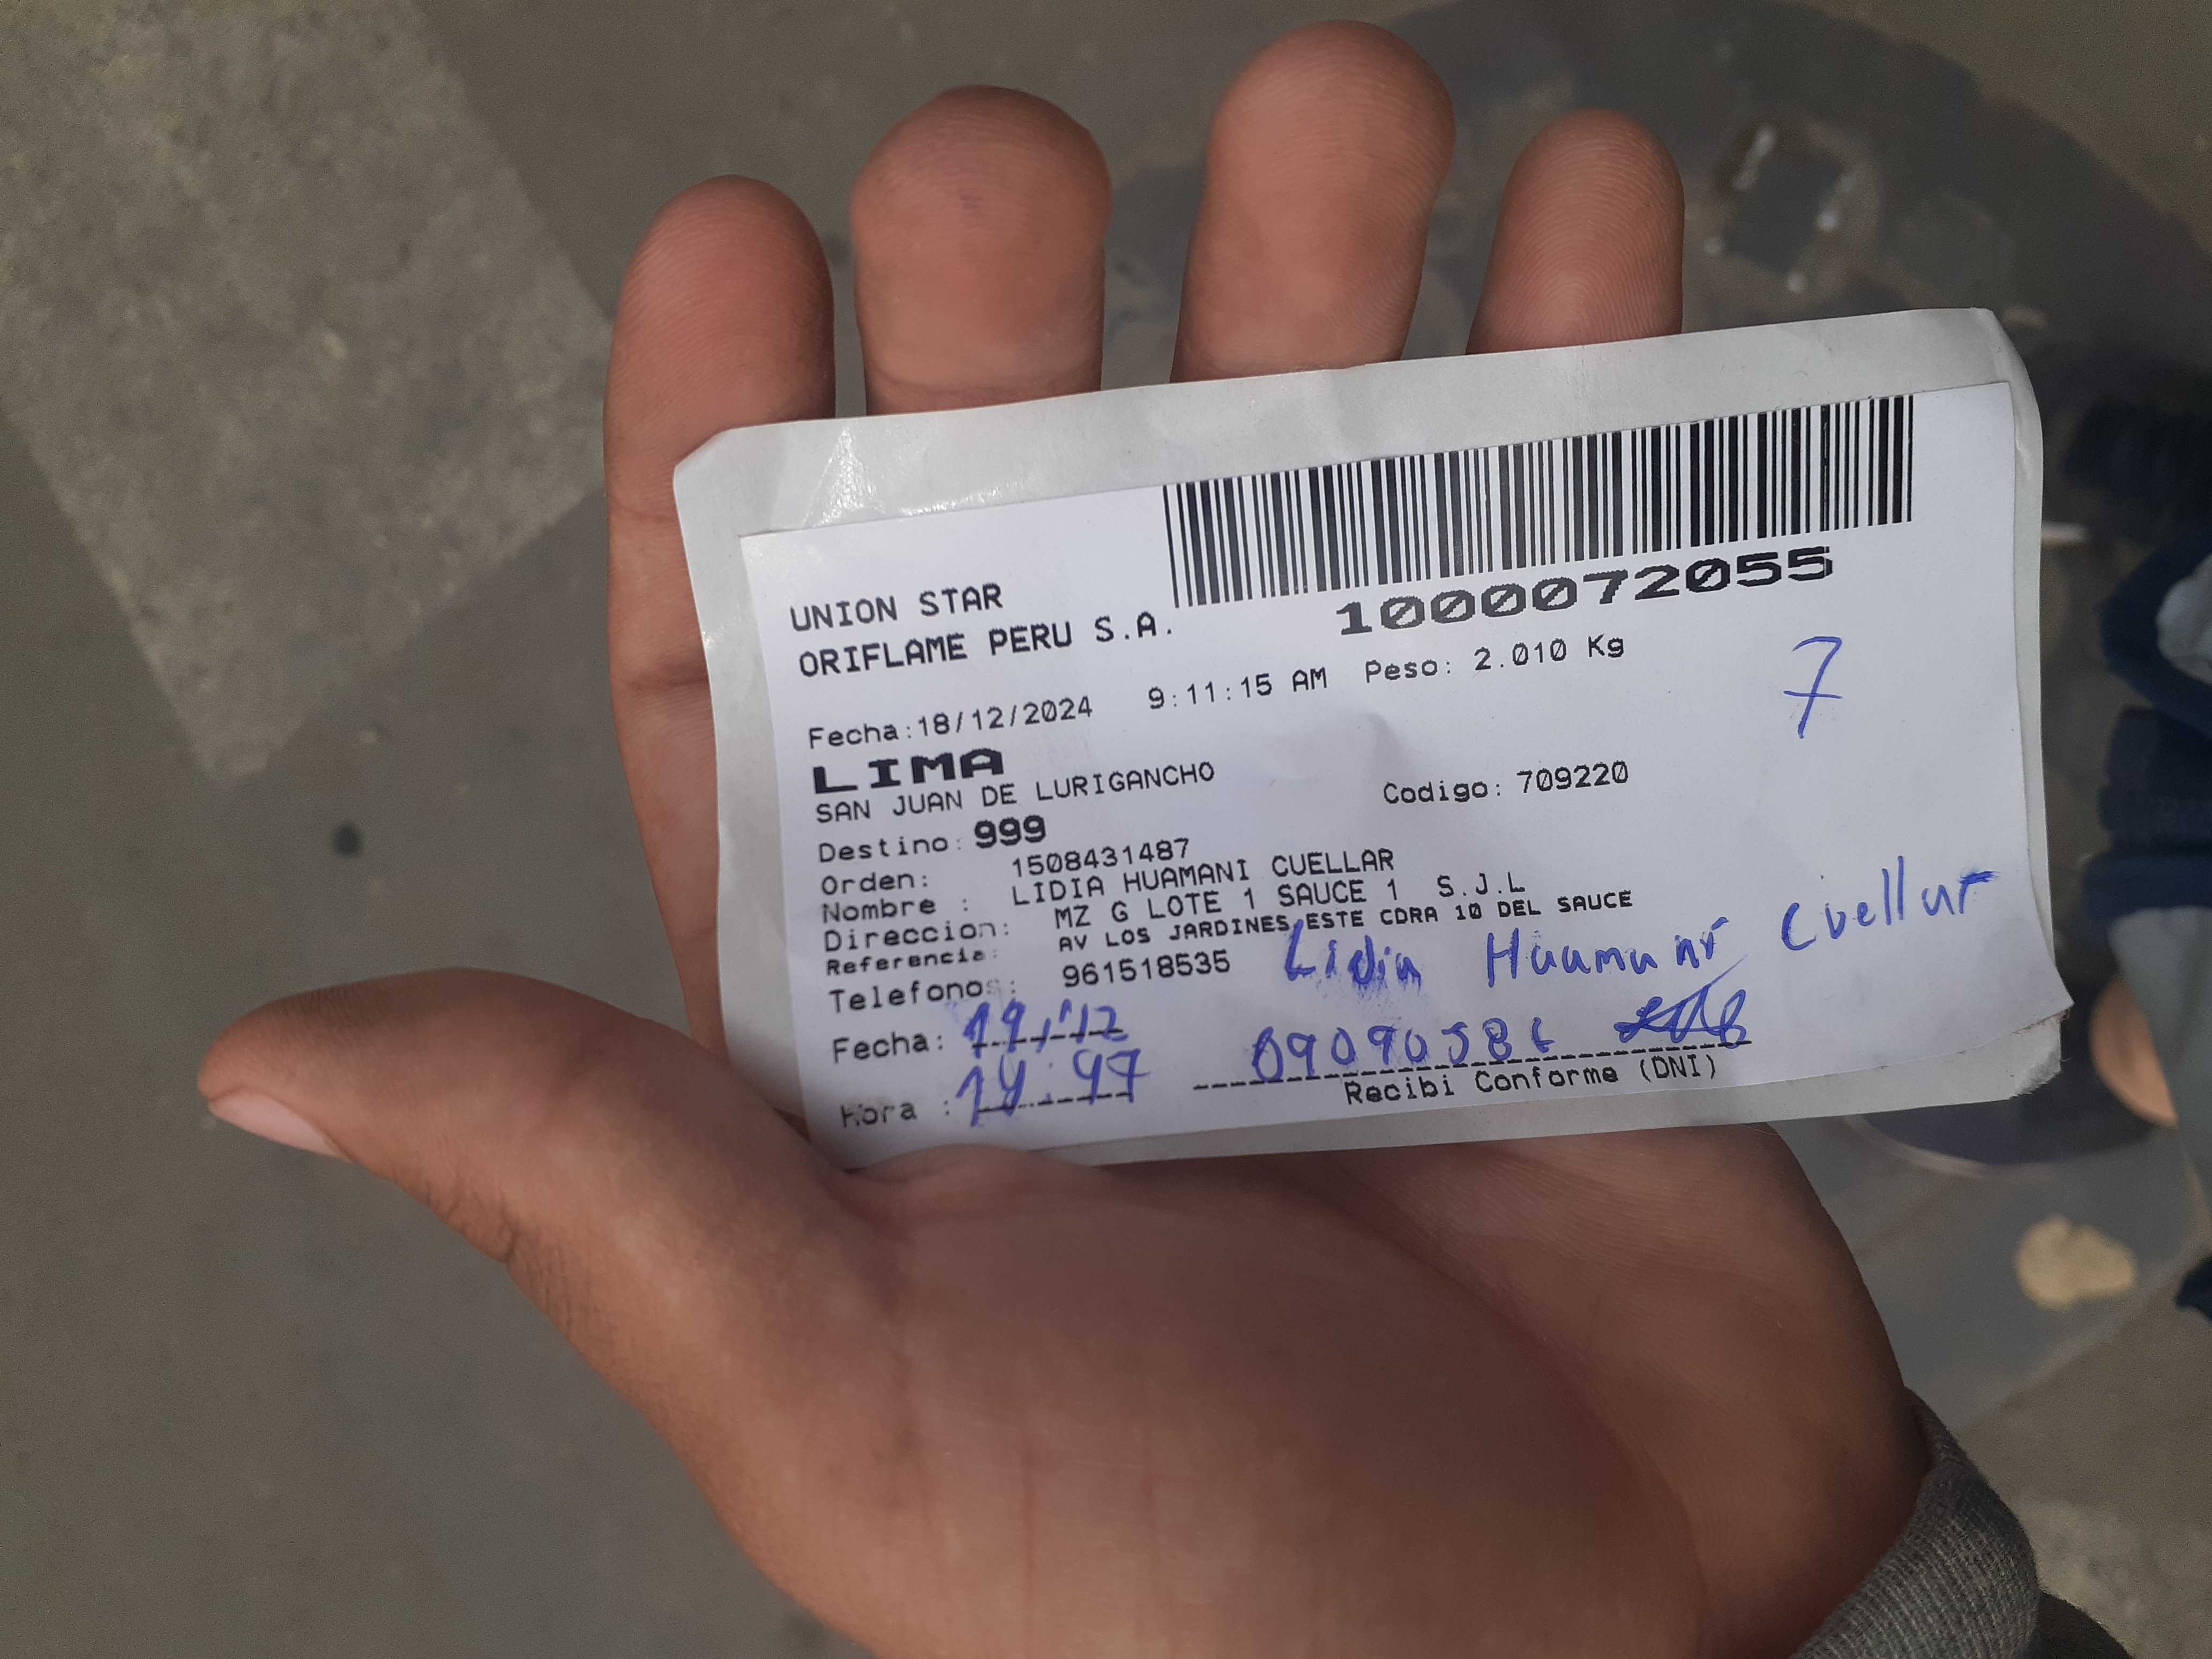 UNION STAR
ORIFLAME PERU S.A.
1000072055
Fecha:18/12/2024 9:11:15 AM Peso: 2.010 Kg
7
LIMA
SAN JUAN DE LURIGANCHO
Codigo: 709220
Destino: 999
Orden: 1508431487
Nombre : LIDIA HUAMANI CUELLAR
Direccion: MZ G LOTE 1 SAUCE 1 S.J.L
Referencia: AV LOS JARDINES ESTE CDRA 10 DEL SAUCE
Telefonos: 961518535
Lidia Huamani Cuellar
Fecha: 19/12
Hora :
Recibi Conforme (DNI)